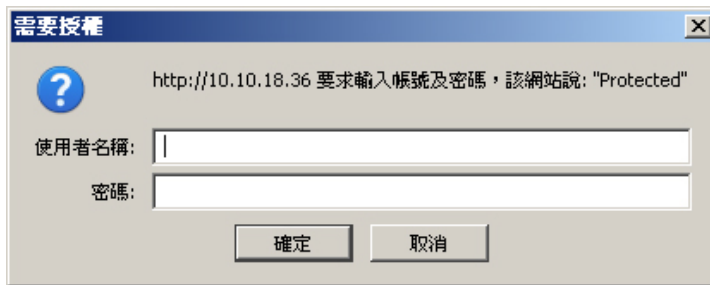 需要授權
http://10.10.18.36 要求輸入帳號及密碼，該網站說: "Protected"
使用者名稱:
密碼:
確定
取消